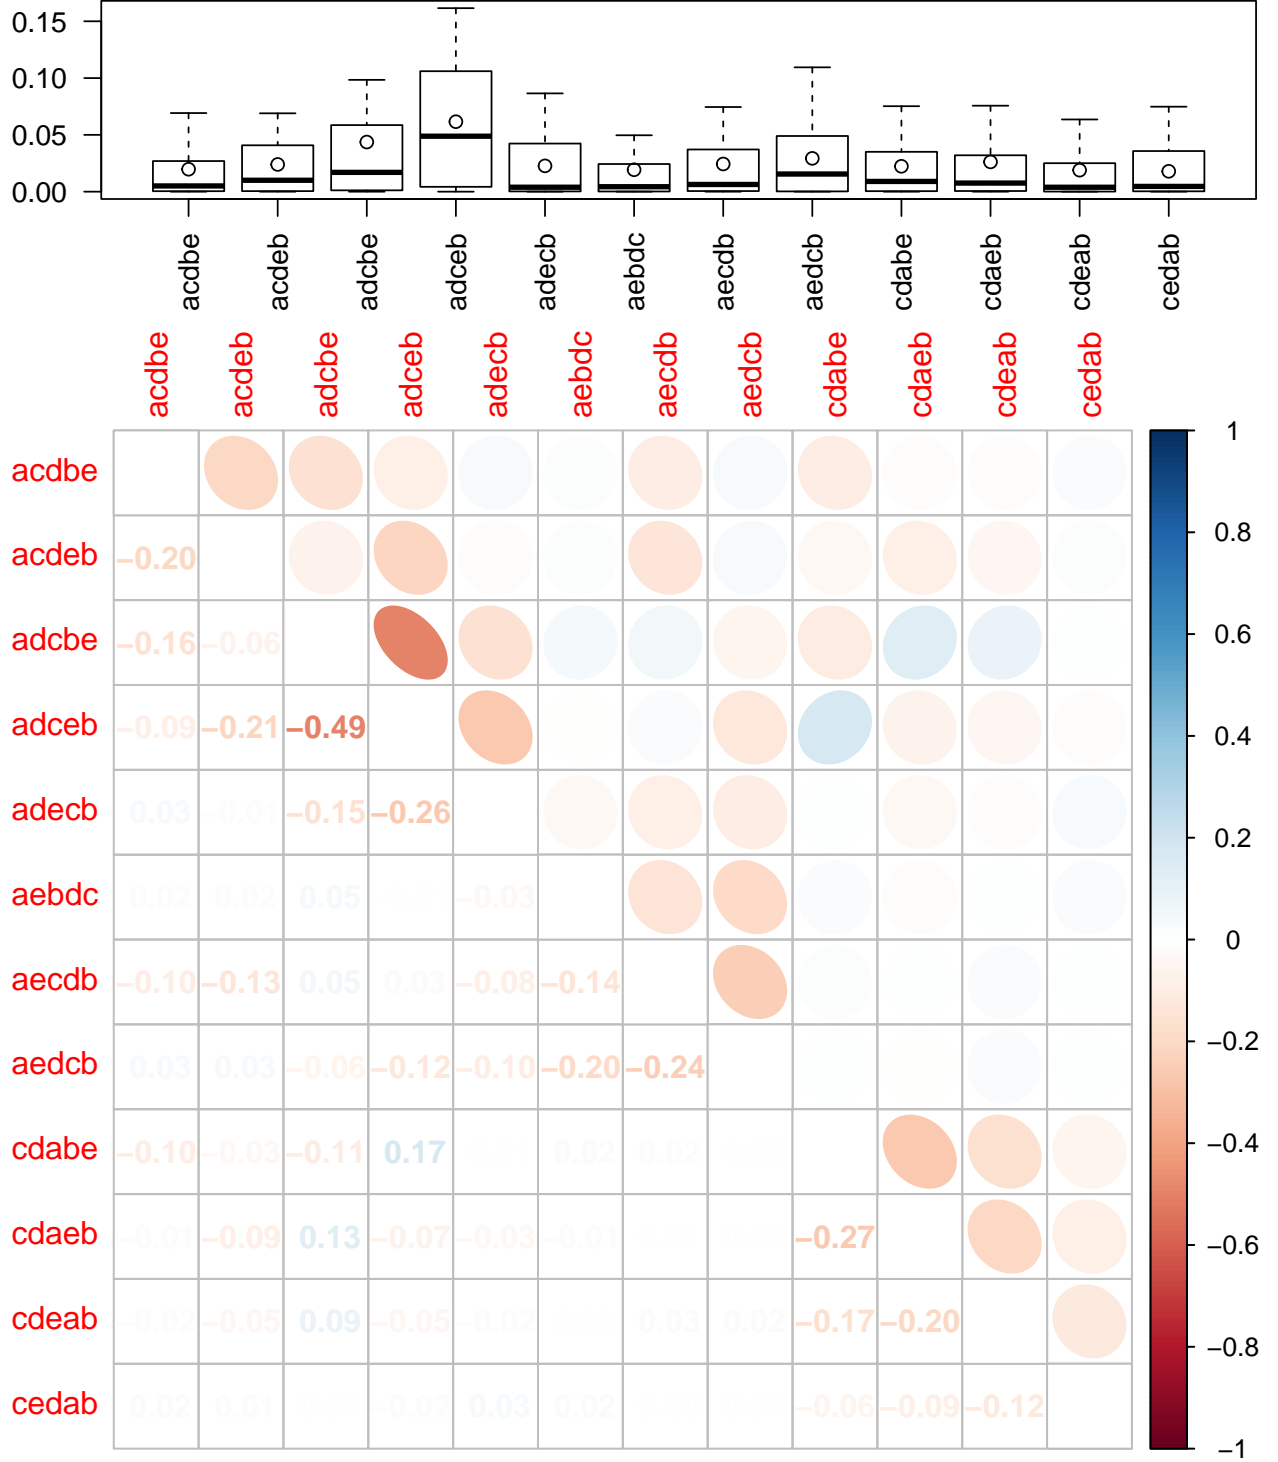 0.15
0.10
0.05
0.00
acdbe acdeb adcbe adceb adecb aebdc aecdb aedcb cdabe cdaeb cdeab cedab
acdbe acdeb adcbe adceb adecb aebdc aecdb aedcb cdabe cdaeb cdeab cedab
1
acdbe
0.8
acdeb −0.20
0.6
adcbe −0.16 −0.06
adceb −0.09 −0.21 −0.49
0.4
adecb 0.03 −0.01 −0.15 −0.26
0.2
aebdc 0.02 0.02 0.05 −0.03
0
aecdb −0.10 −0.13 0.05 0.03 −0.08 −0.14
−0.2
aedcb 0.03 0.03 −0.06 −0.12 −0.10 −0.20 −0.24
−0.4
cdabe −0.10 −0.03 −0.11 0.17 0.02 0.02
cdaeb −0.01 −0.09 0.13 −0.07 −0.03 −0.01 −0.27
−0.6
cdeab −0.02 −0.05 0.09 −0.05 −0.02 0.03 0.02 −0.17 −0.20
−0.8
cedab 0.02 0.01 −0.02 0.03 0.02 −0.06 −0.09 −0.12
−1